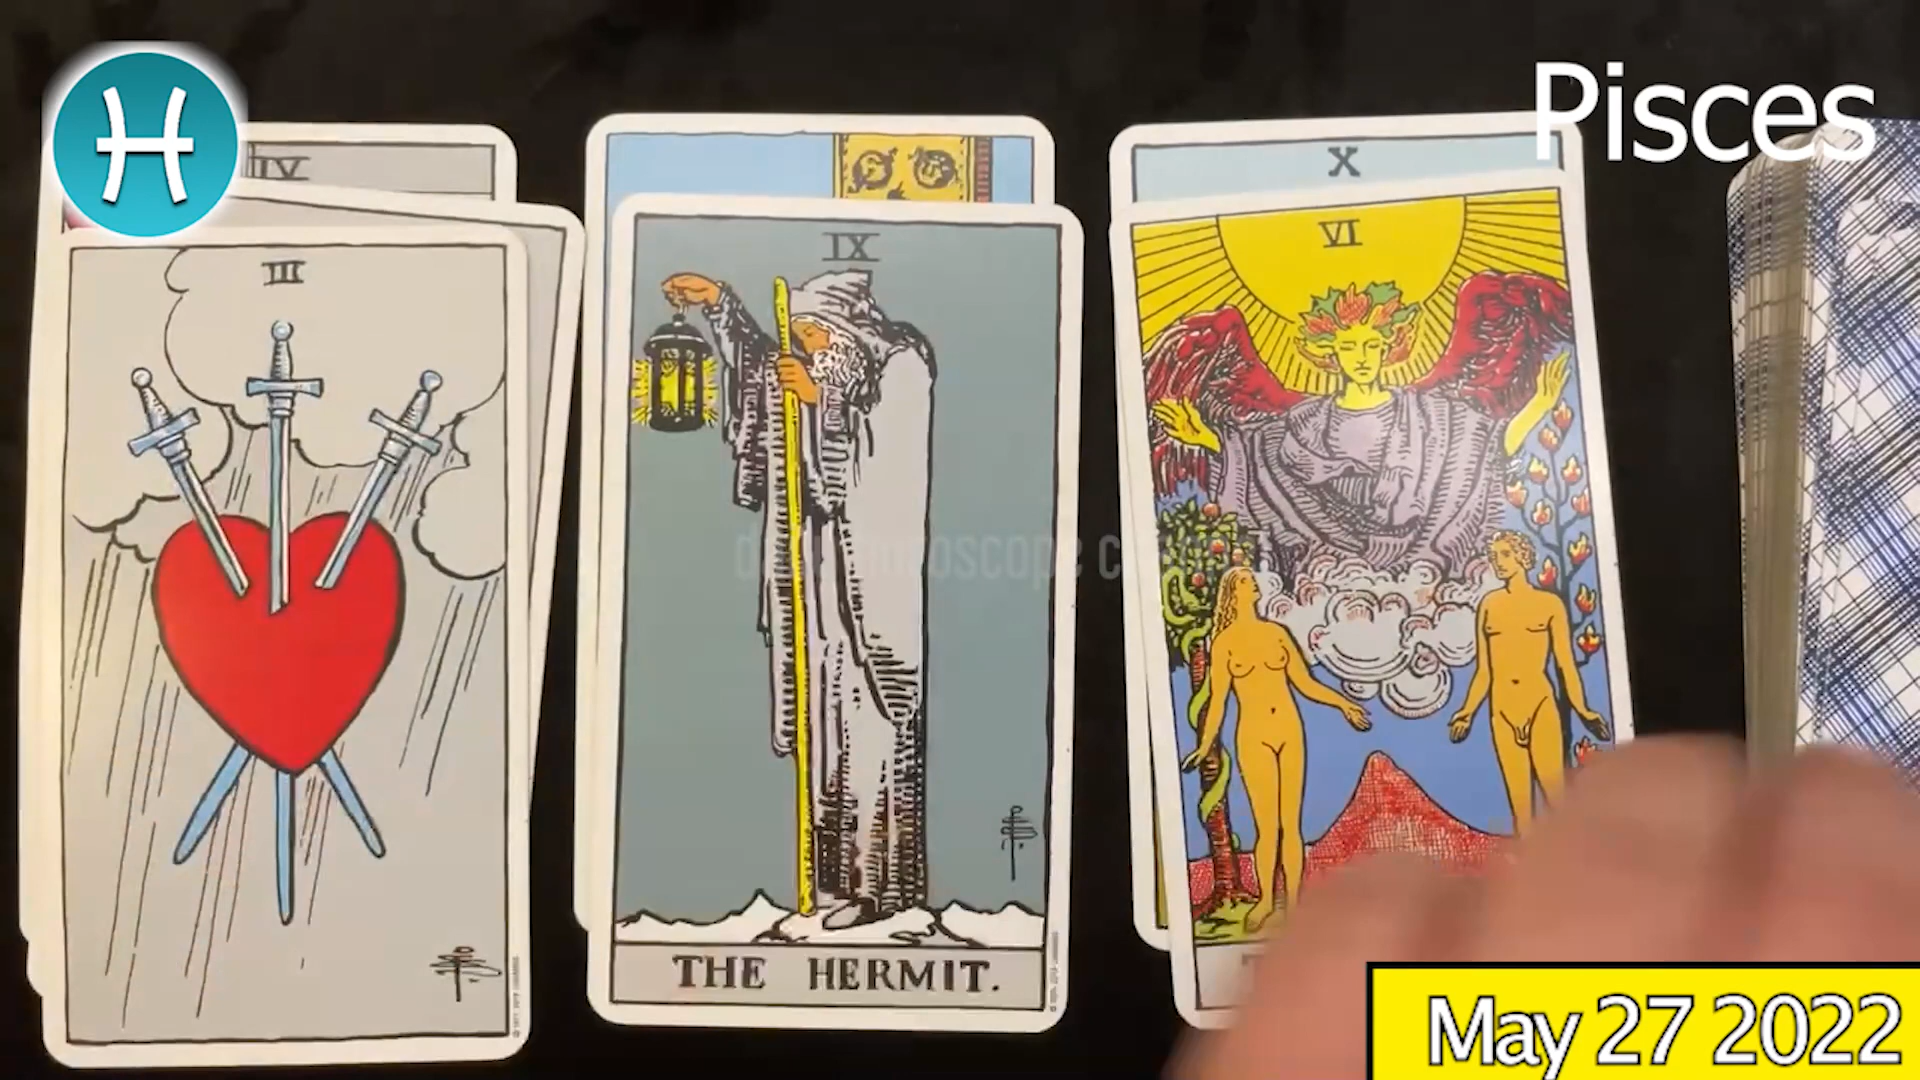 Pisces
IV
X
III
IX
VI
THE HERMIT.
May 27 2022